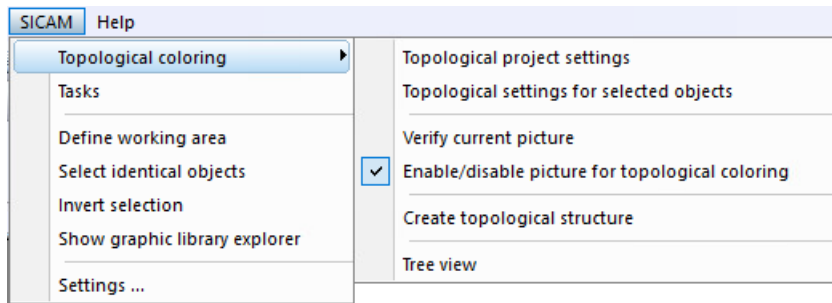 SICAM Help
Topological coloring
Tasks
Define working area
Select identical objects
Invert selection
Show graphic library explorer
Settings ...
Topological project settings
Topological settings for selected objects
Verify current picture
Enable/disable picture for topological coloring
Create topological structure
Tree view